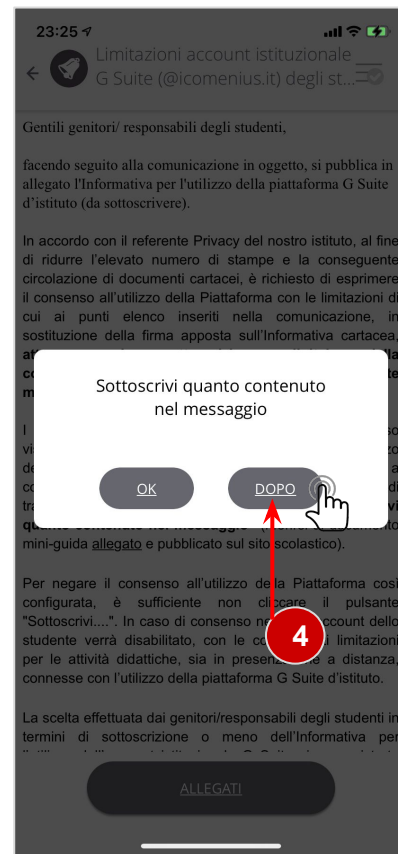 23:25
Limitazioni account istituzionale
G Suite (@icomenius.it) degli st...
Gentili genitori/ responsabili degli studenti,
facendo seguito alla comunicazione in oggetto, si pubblica in
allegato l'Informativa per l'utilizzo della piattaforma G Suite
d’istituto (da sottoscrivere).
In accordo con il referente Privacy del nostro istituto, al fine
di ridurre l’elevato numero di stampe e la conseguente
circolazione di documenti cartacei, è richiesto di esprimere
il consenso all’utilizzo della Piattaforma con le limitazioni di
cui ai punti elenco inseriti nella comunicazione, in
sostituzione della firma apposta sull’Informativa cartacea,
Sottoscrivi quanto contenuto
nel messaggio
OK
DOPO
mini-guida allegato e pubblicato sul sito scolastico).
Per negare il consenso all’utilizzo della Piattaforma così
configurata, è sufficiente non cliccare il pulsante
"Sottoscrivi....". In caso di consenso account dello
studente verrà disabilitato, con le limitazioni
per le attività didattiche, sia in a distanza,
connesse con l’utilizzo della piattaforma G Suite d’istituto.
4
La scelta effettuata dai genitori/responsabili degli studenti in
termini di sottoscrizione o meno dell’Informativa per
ALLEGATI